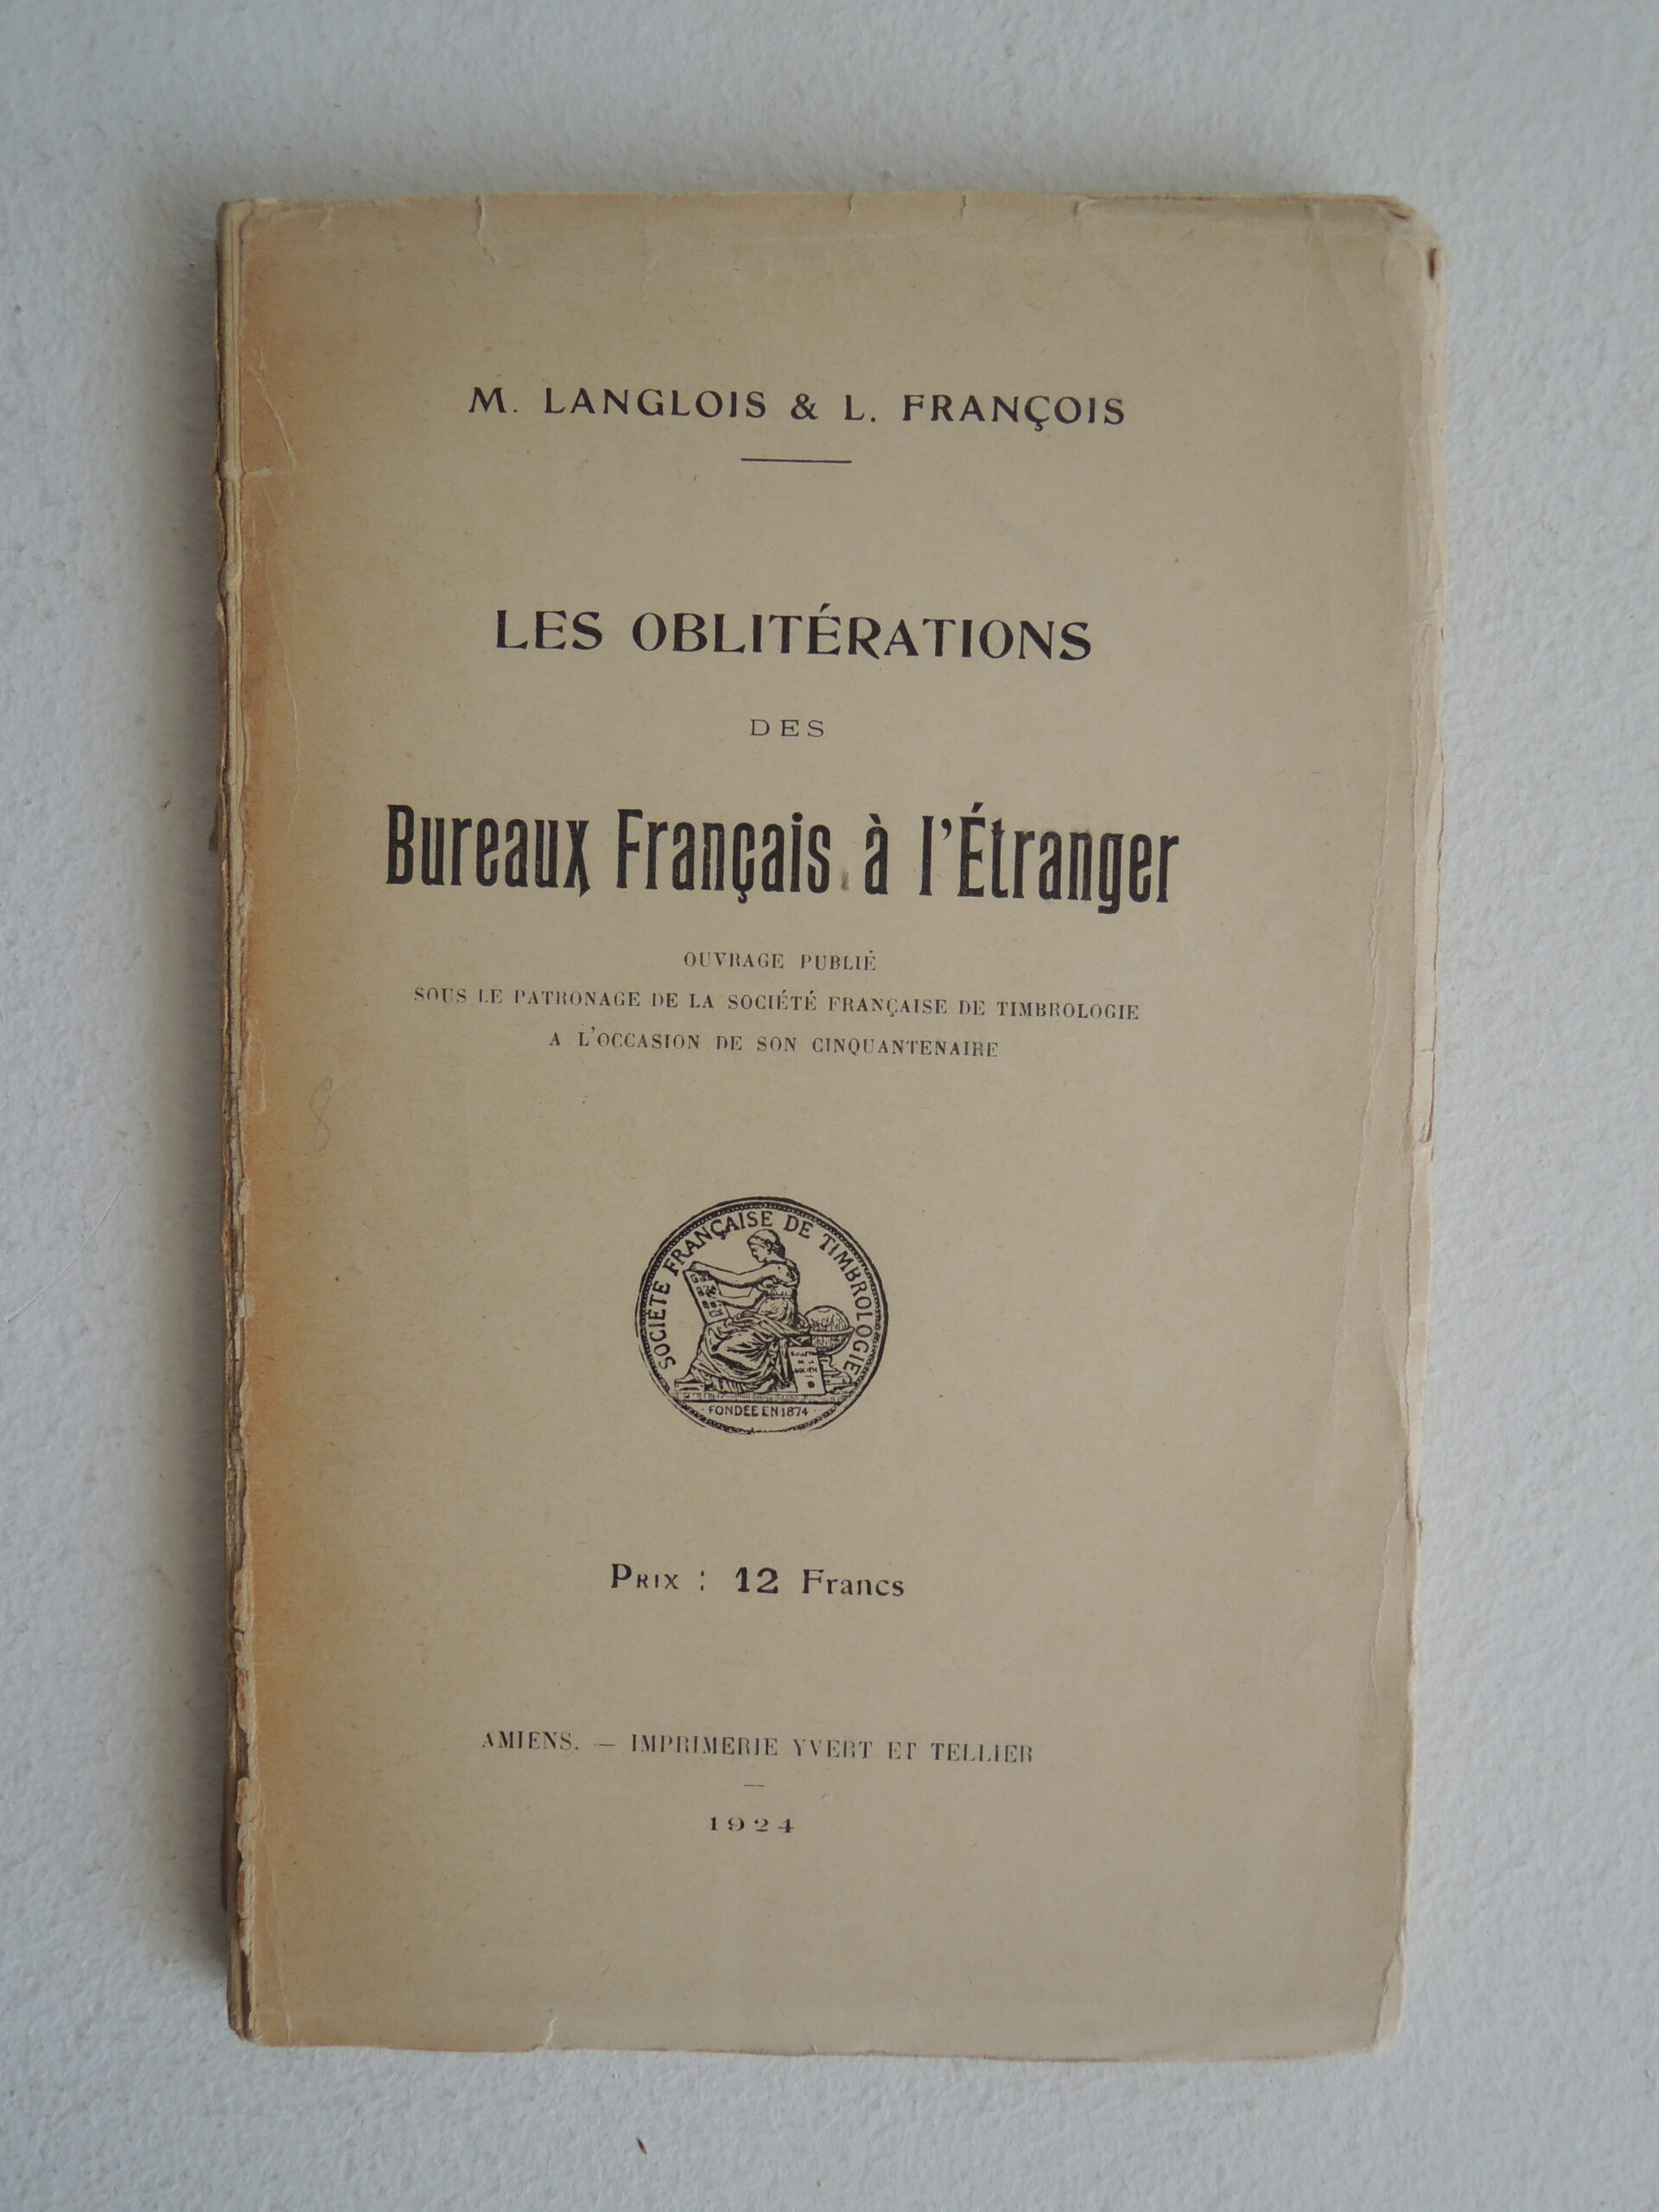 M. LANGLOIS & L. FRANÇOIS
LES OBLITÉRATIONS
DES
Bureaux Français à l'Étranger
OUVRAGE PUBLIÉ
SOUS LE PATRONAGE DE LA SOCIÉTÉ FRANÇAISE DE TIMBROLOGIE
A L'OCCASION DE SON CINQUANTENAIRE
8
SOCIÉTÉ FRANÇAISE DE TIMBROLOGIE
FONDÉE EN 1874
PRIX : 12 Francs
AMIENS. — IMPRIMERIE YVERT ET TELLIER
1924